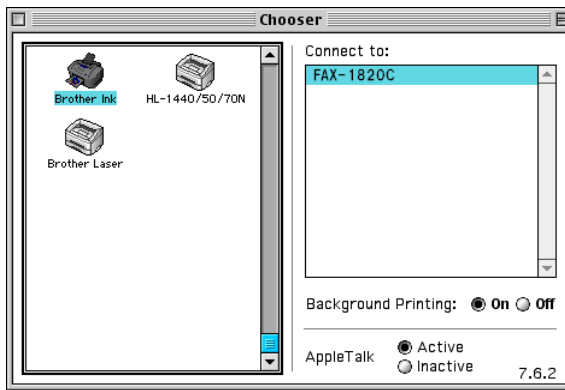 Chooser
Brother Ink
HL-1440/50/70N
Brother Laser
Connect to:
FAX-1820C
Background Printing: On Off
AppleTalk
Active
Inactive
7.6.2